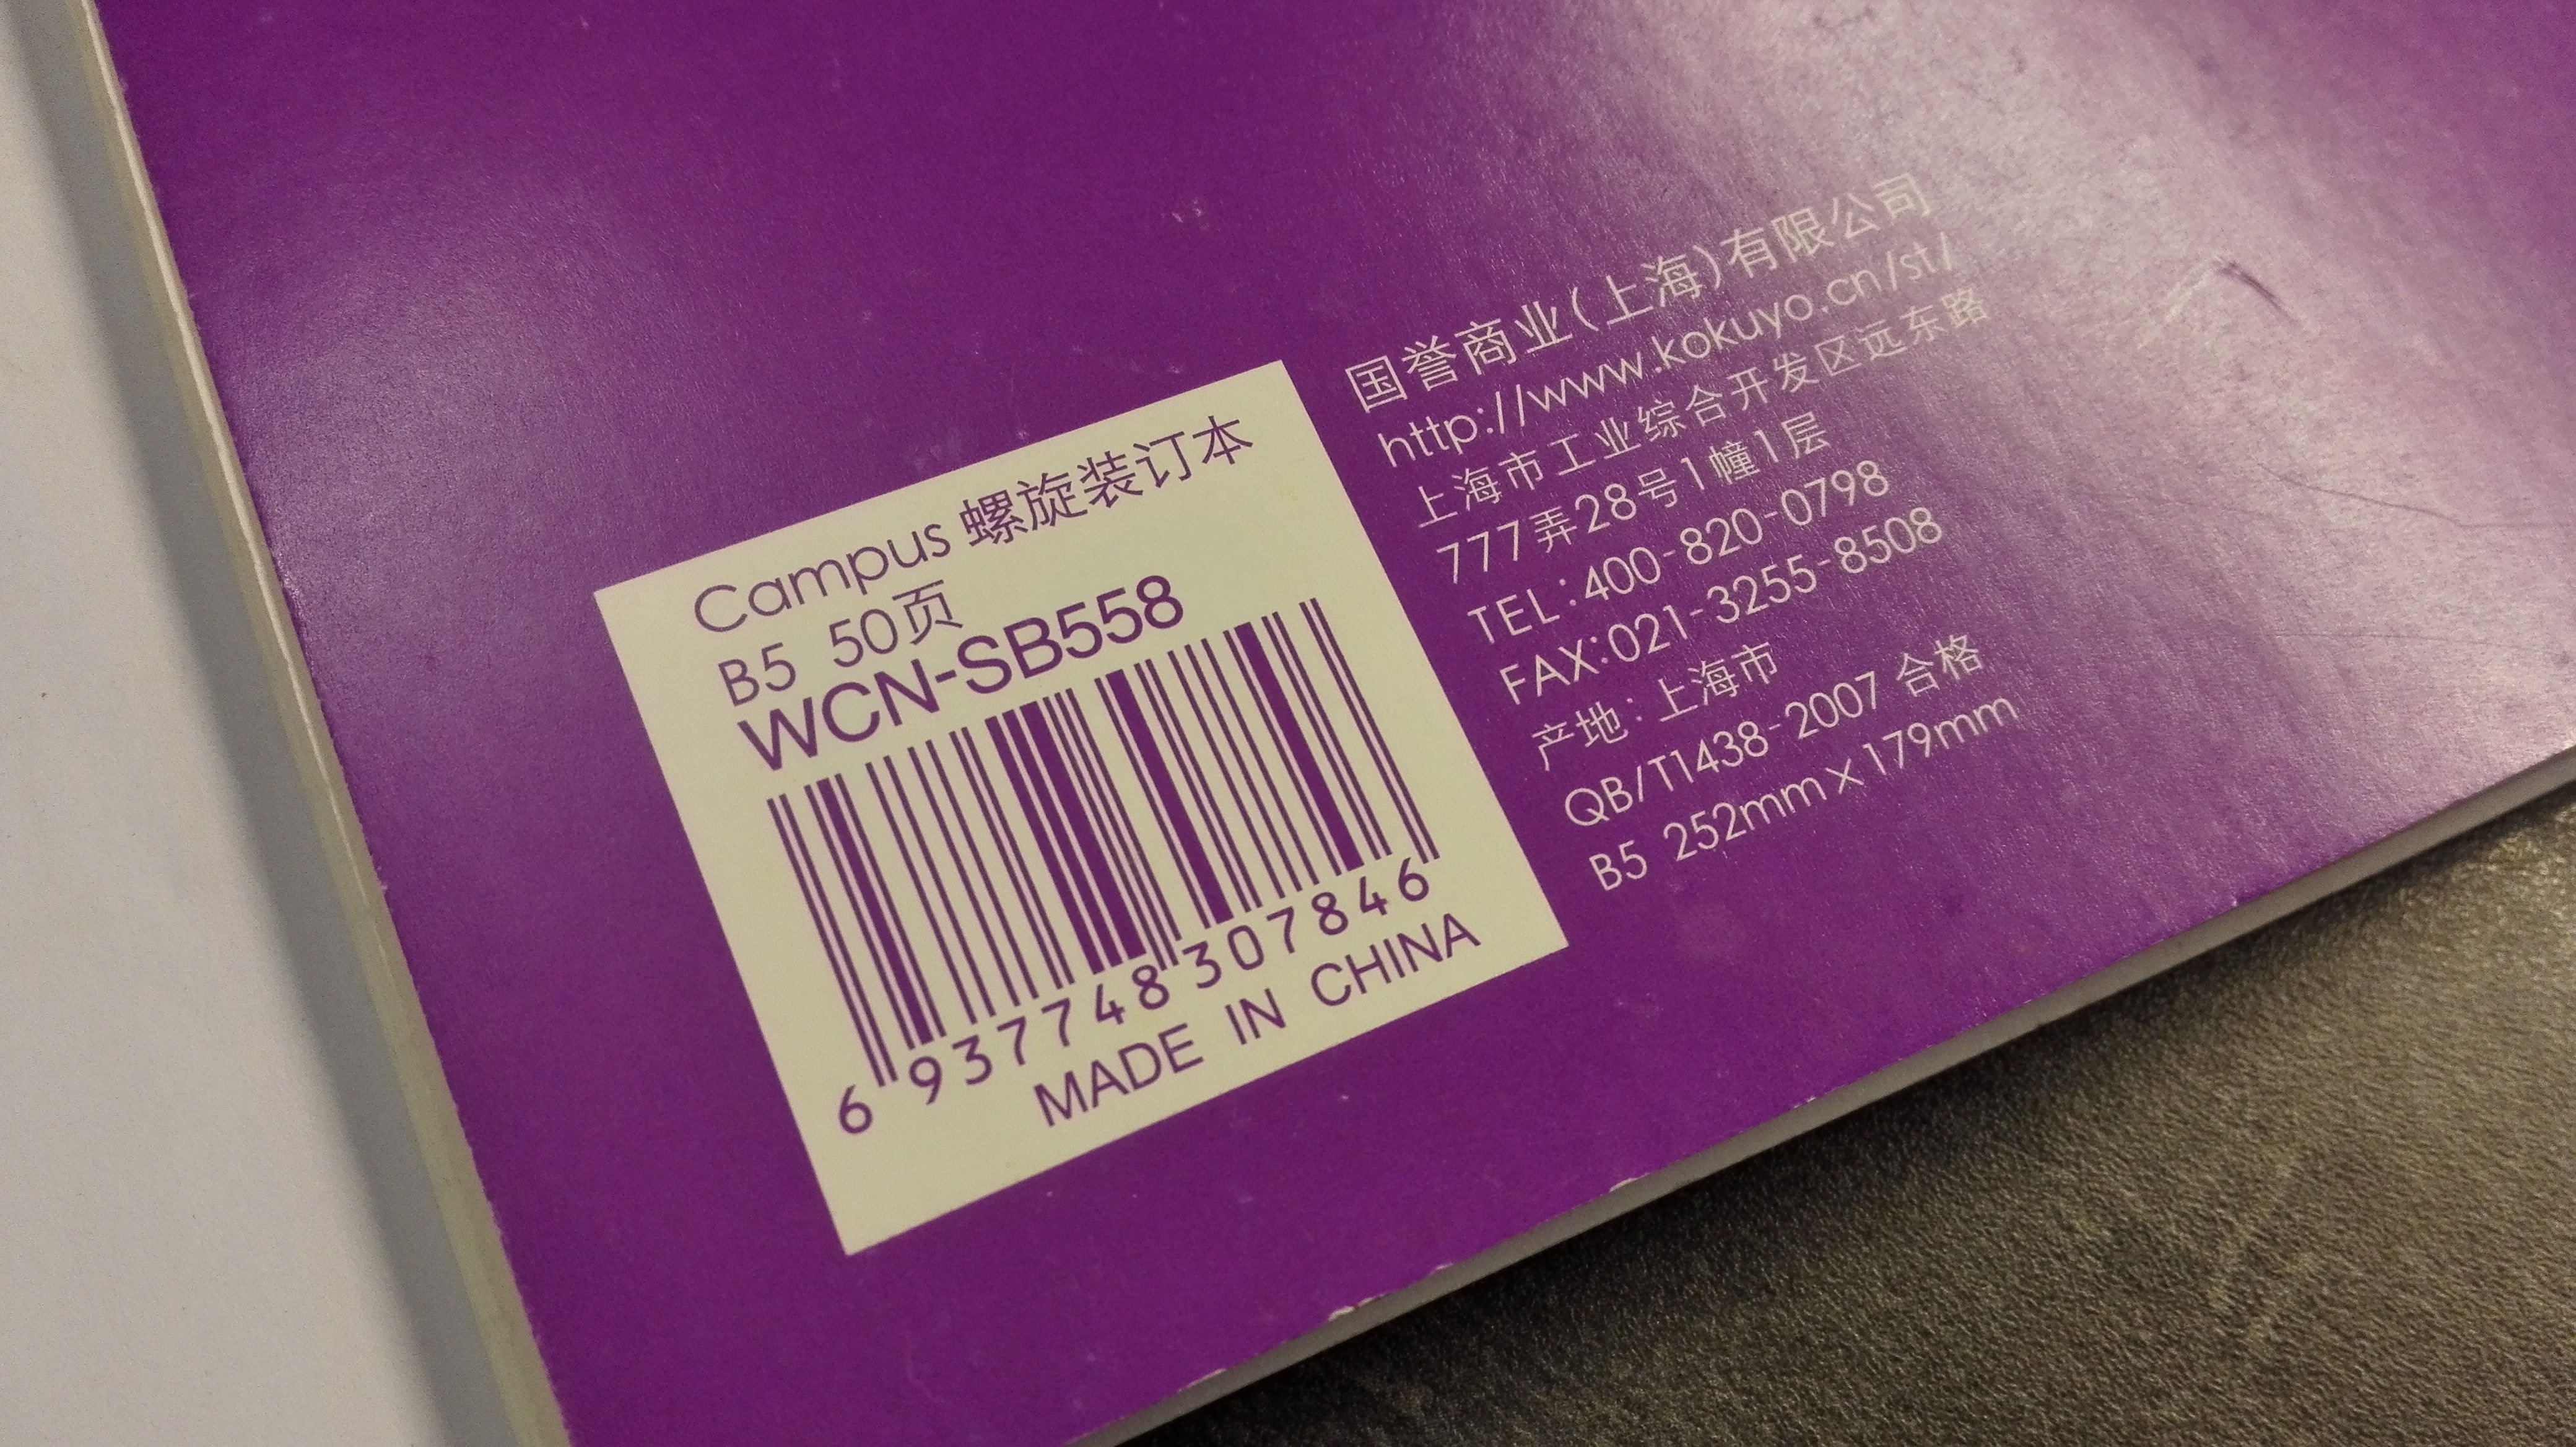 Campus 螺旋装订本
B5 50页
WCN-SB558
6 937748 307846
MADE IN CHINA
国誉商业(上海)有限公司
http://www.kokuyo.cn/st/
上海市工业综合开发区远东路
777弄28号1幢1层
TEL:400-820-0798
FAX:021-3255-8508
产地:上海市
QB/T1438-2007 合格
B5 252mm×179mm